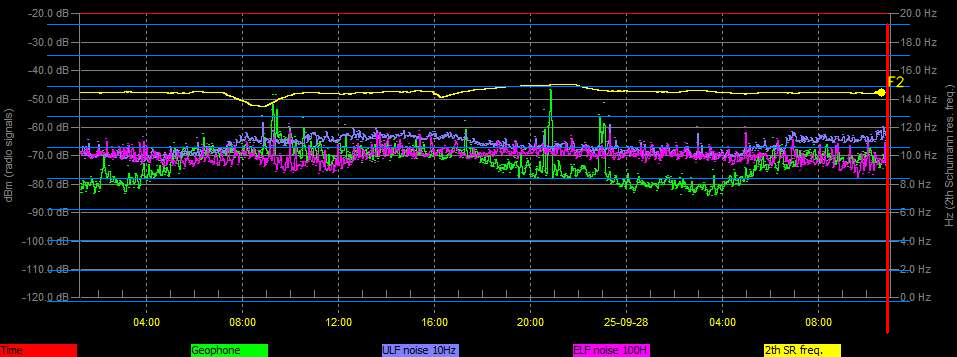 -20.0 dB 20.0 Hz
-30.0 dB 18.0 Hz
-40.0 dB 16.0 Hz
F2
-50.0 dB 14.0 Hz
-60.0 dB 12.0 Hz
-70.0 dB 10.0 Hz
-80.0 dB 8.0 Hz
-90.0 dB 6.0 Hz
-100.0 dB 4.0 Hz
-110.0 dB 2.0 Hz
-120.0 dB 0.0 Hz
dBm (radio signals)
Hz (2th Schumann res. freq.)
04:00 08:00 12:00 16:00 20:00 25-09-28 04:00 08:00
Time Geophone ULF noise 10Hz ELF noise 100H 2th SR freq.